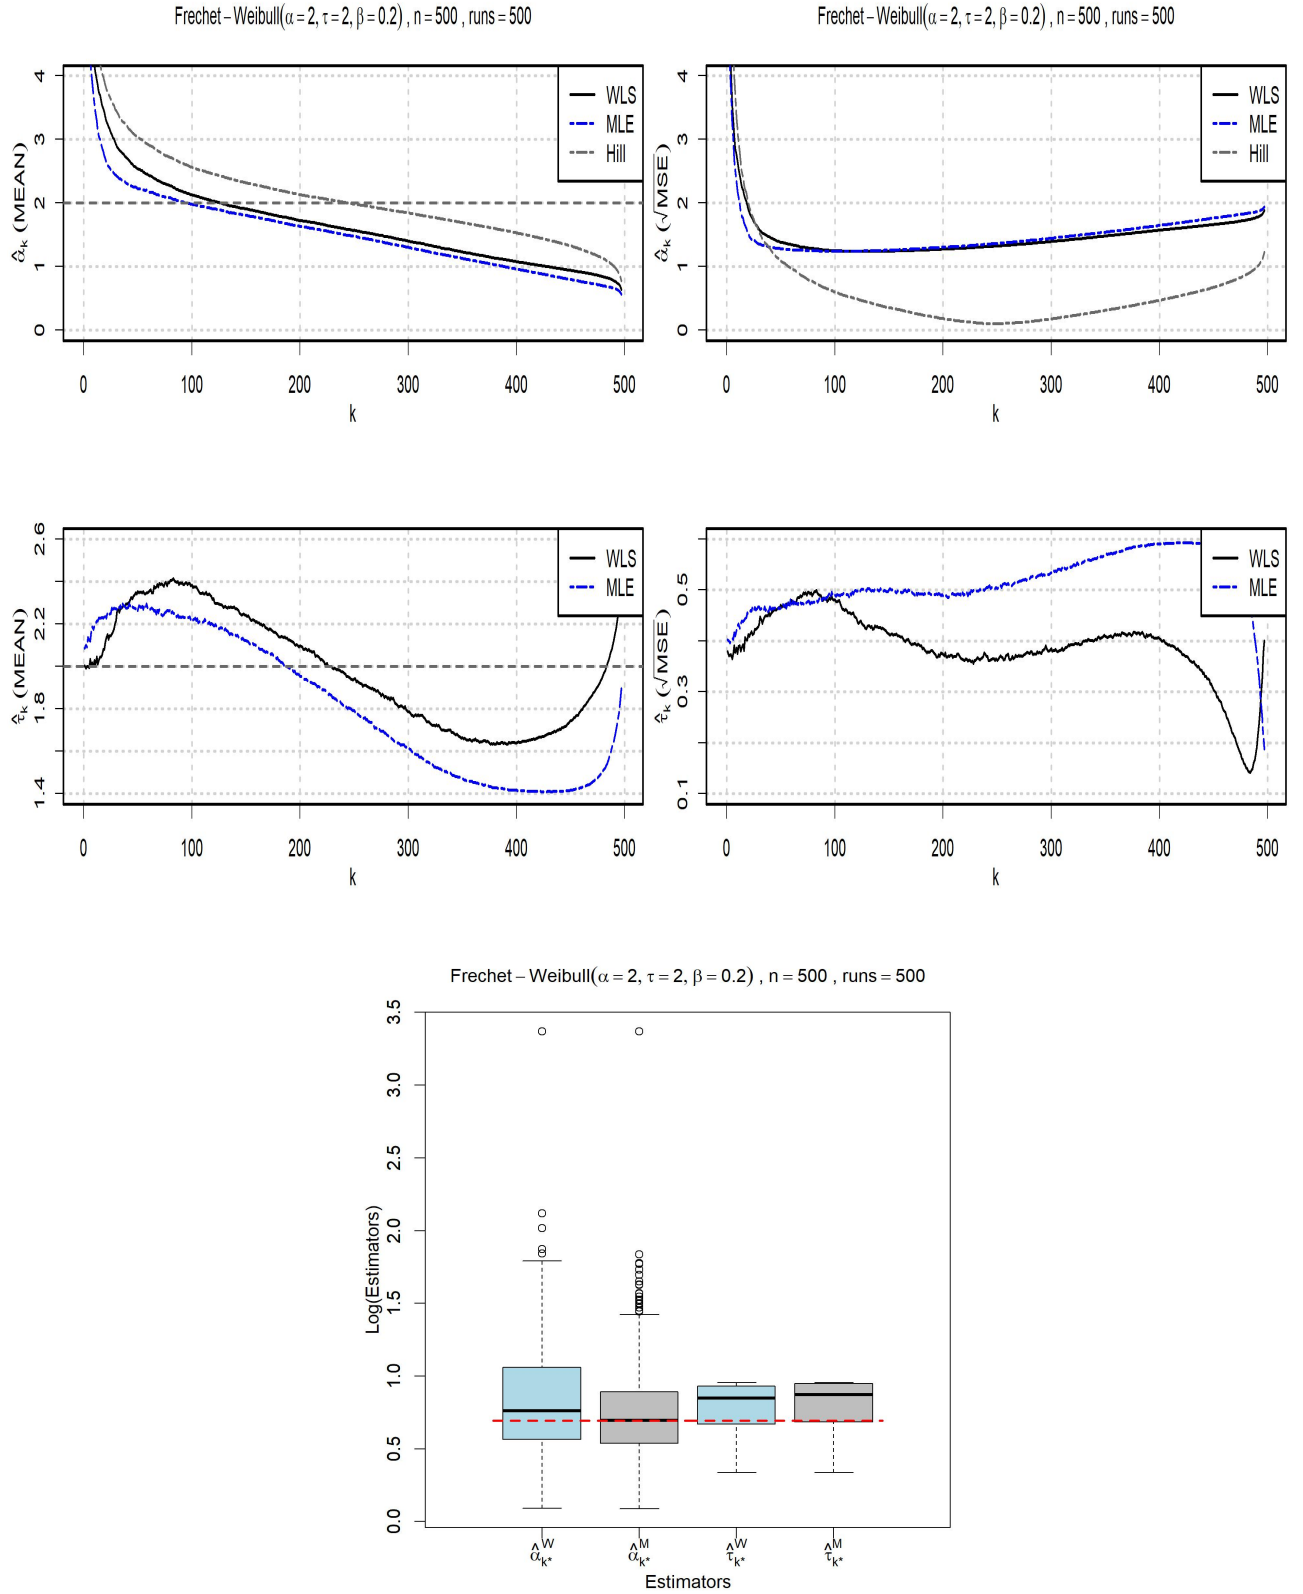 Frechet – Weibull(α = 2, τ = 2, β = 0.2) , n = 500 , runs = 500
Frechet – Weibull(α = 2, τ = 2, β = 0.2) , n = 500 , runs = 500
α̂k (MEAN)
4
3
2
1
0
WLS
MLE
Hill
0 100 200 300 400 500
k
α̂k (√MSE)
4
3
2
1
0
WLS
MLE
Hill
0 100 200 300 400 500
k
τ̂k (MEAN)
2.6
2.2
1.8
1.4
WLS
MLE
0 100 200 300 400 500
k
τ̂k (√MSE)
0.5
0.3
0.1
WLS
MLE
0 100 200 300 400 500
k
Frechet – Weibull(α = 2, τ = 2, β = 0.2) , n = 500 , runs = 500
Log(Estimators)
3.5
3.0
2.5
2.0
1.5
1.0
0.5
0.0
α̂Wk* α̂Mk* τ̂Wk* τ̂Mk*
Estimators